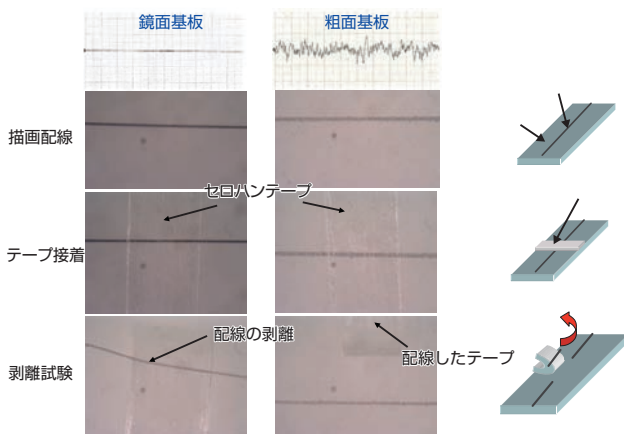 鏡面基板
粗面基板
描画配線
セロハンテープ
テープ接着
配線の剥離
配線したテープ
剥離試験